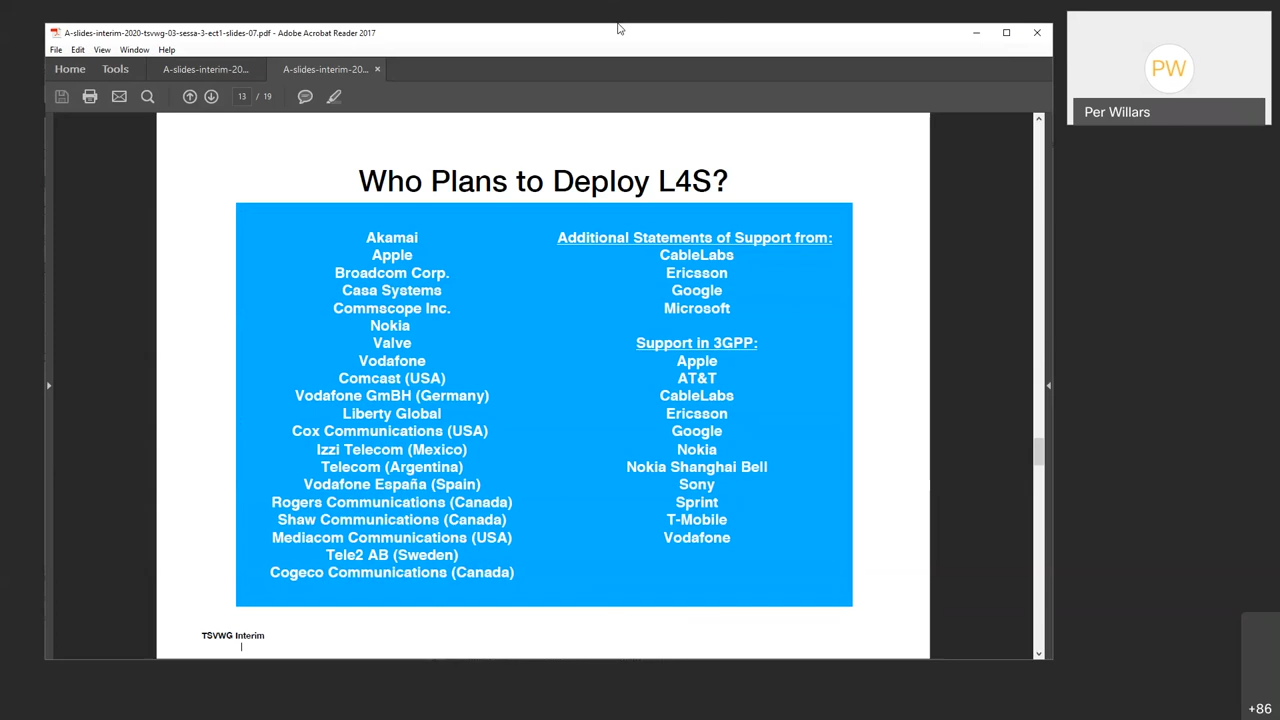 A-slides-interim-2020-tsvwg-03-sessa-3-ect1-slides-07.pdf - Adobe Acrobat Reader 2017
File Edit View Window Help
Home Tools A-slides-interim-20... A-slides-interim-20... ×
13 / 19
Who Plans to Deploy L4S?
Akamai
Apple
Broadcom Corp.
Casa Systems
Commscope Inc.
Nokia
Valve
Vodafone
Comcast (USA)
Vodafone GmBH (Germany)
Liberty Global
Cox Communications (USA)
Izzi Telecom (Mexico)
Telecom (Argentina)
Vodafone España (Spain)
Rogers Communications (Canada)
Shaw Communications (Canada)
Mediacom Communications (USA)
Tele2 AB (Sweden)
Cogeco Communications (Canada)
Additional Statements of Support from:
CableLabs
Ericsson
Google
Microsoft
Support in 3GPP:
Apple
AT&T
CableLabs
Ericsson
Google
Nokia
Nokia Shanghai Bell
Sony
Sprint
T-Mobile
Vodafone
TSVWG Interim
PW
Per Willars
+86